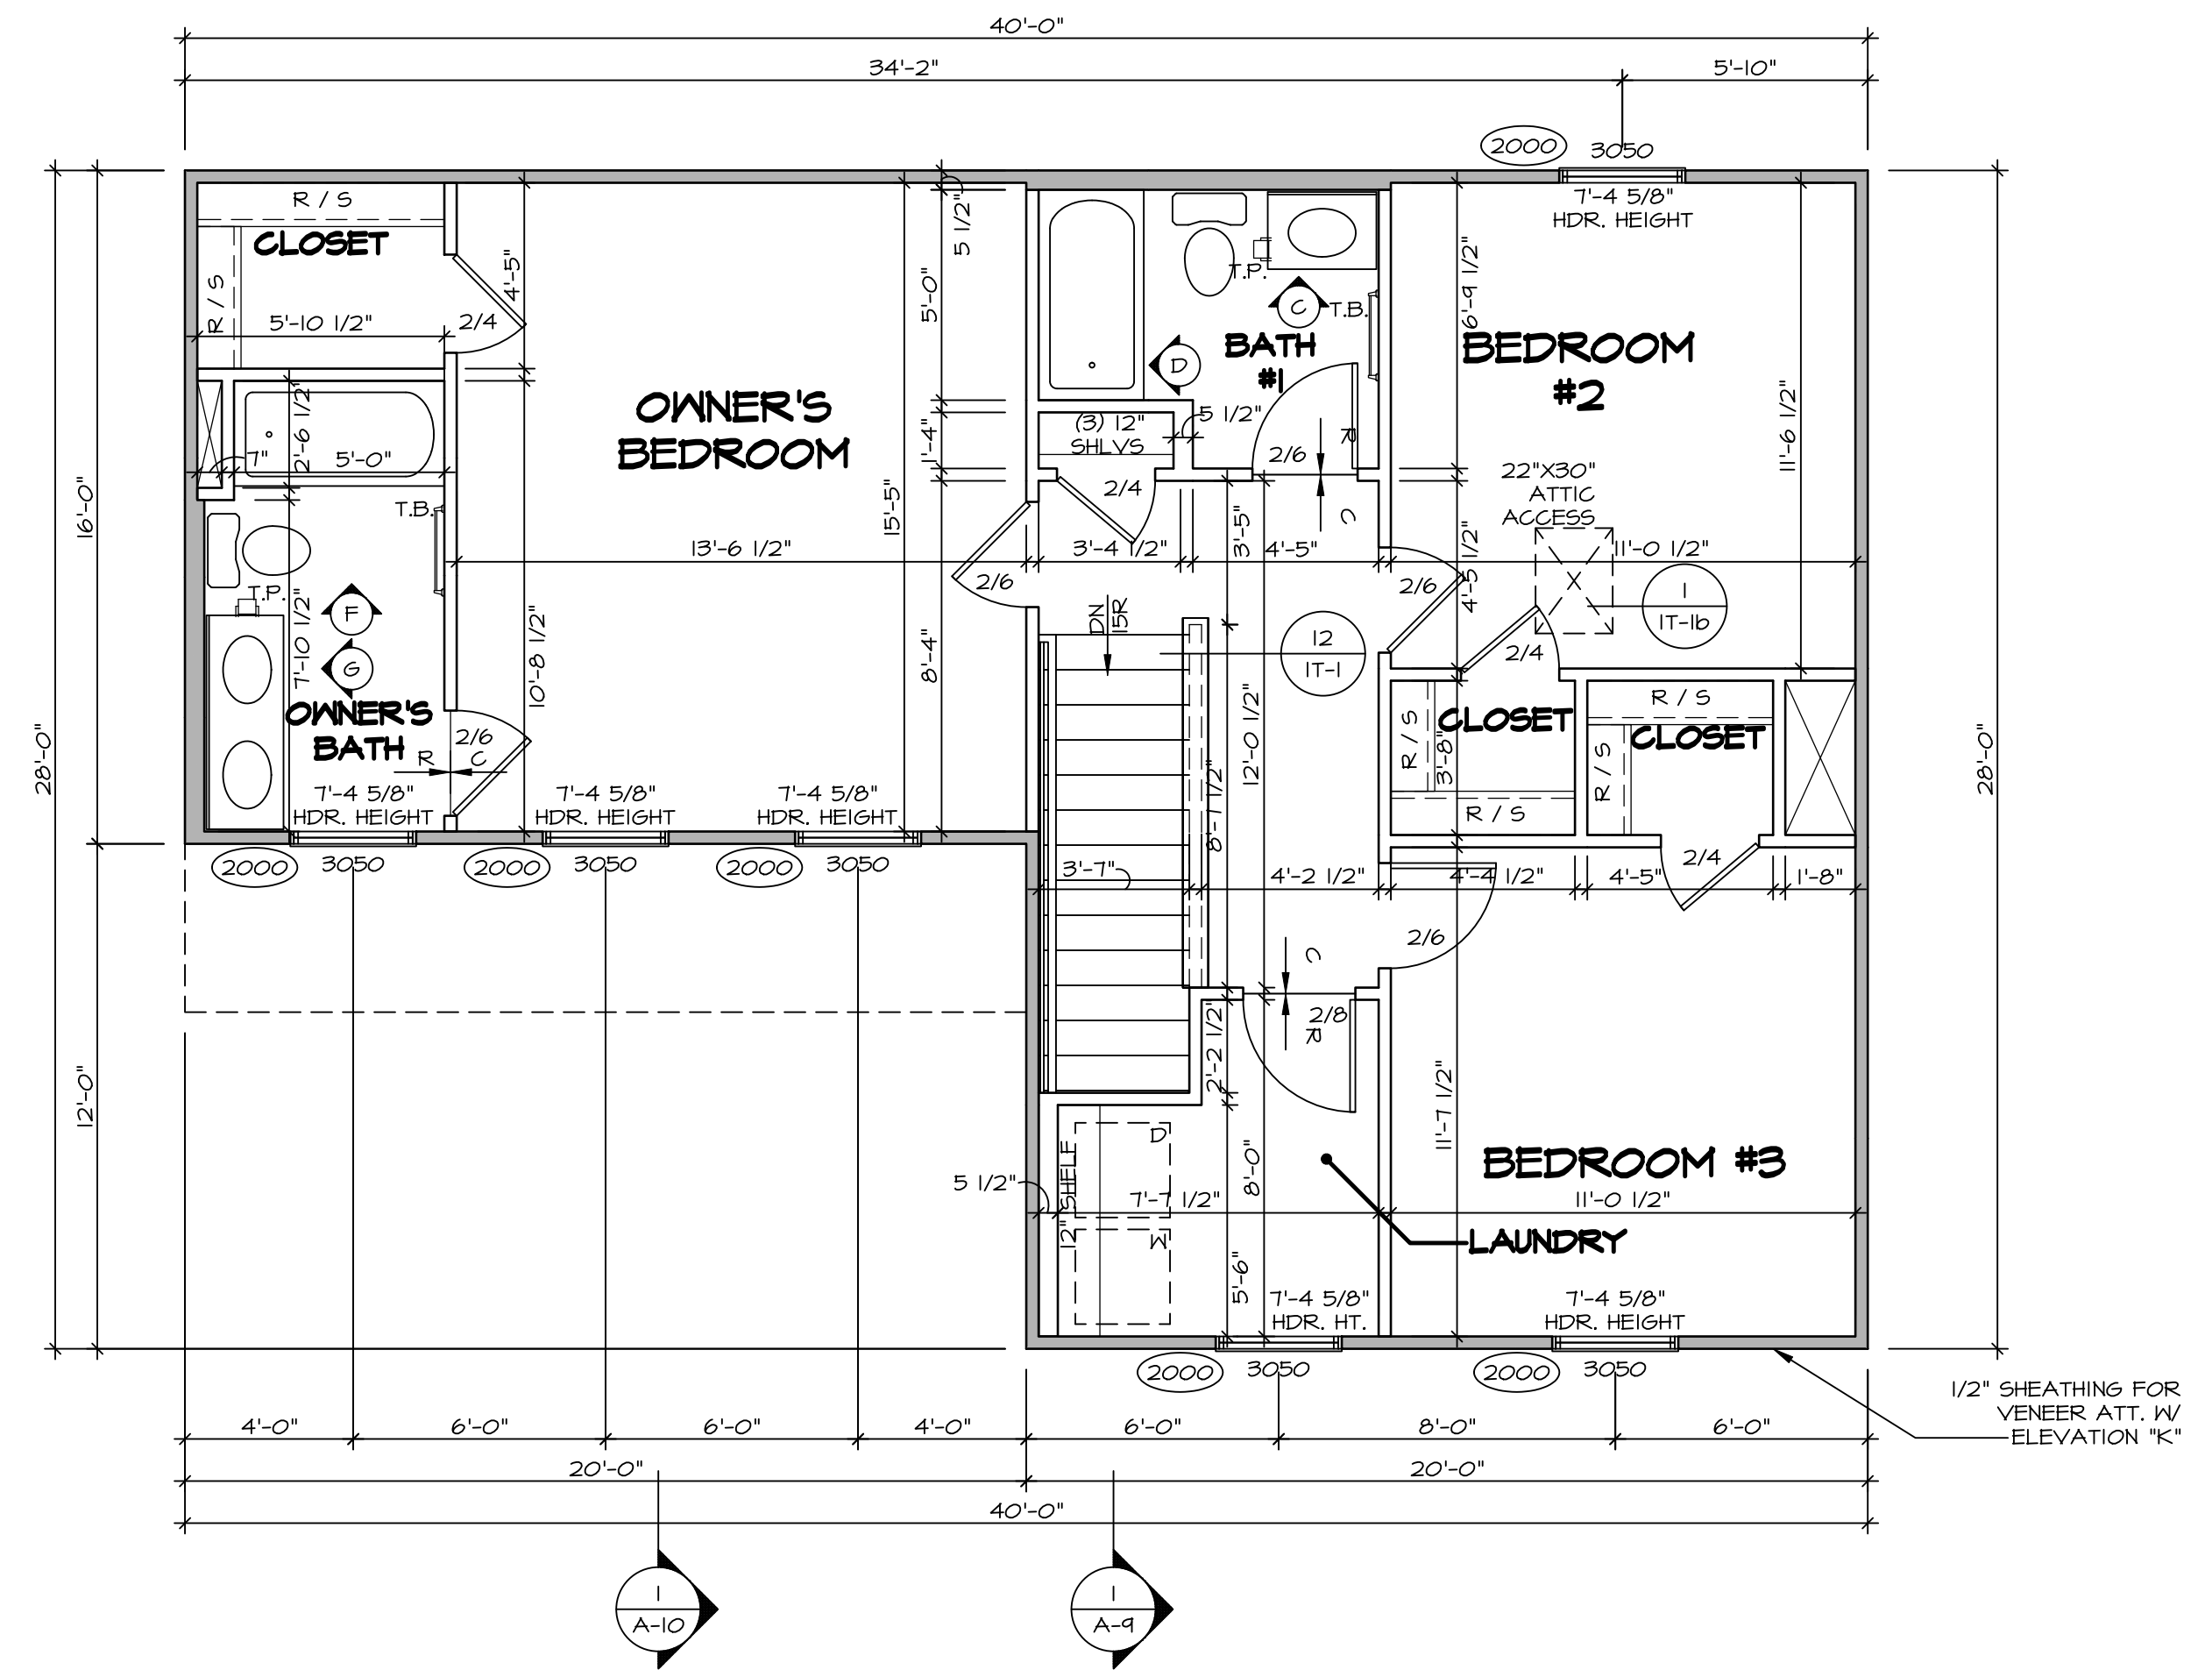 40'-0"
34'-2"
5'-10"
2000
3050
7'-4 5/8"
HDR. HEIGHT
R / S
CLOSET
R / S
5'-10 1/2"
2/4
4'-5"
5 1/2"
5'-0"
T.P.
C
T.B.
BATH
#1
D
6'-9 1/2"
BEDROOM
#2
11'-6 1/2"
OWNER'S
BEDROOM
(3) 12"
SHLVS
5 1/2"
1'-4"
2/6
R
C
2/4
22"X30"
ATTIC
ACCESS
7"
2'-6 1/2"
5'-0"
T.B.
15'-5"
16'-0"
13'-6 1/2"
3'-4 1/2"
3'-5"
4'-5"
4'-5 1/2"
11'-0 1/2"
X
2/6
2/6
T.P.
F
G
7'-10 1/2"
10'-8 1/2"
8'-4"
DN
15R
12
IT-1
1
IT-1b
2/4
OWNER'S
BATH
2/6
R
C
R / S
CLOSET
3'-8"
R / S
R / S
CLOSET
R / S
28'-0"
28'-0"
8'-7 1/2"
12'-0 1/2"
7'-4 5/8"
HDR. HEIGHT
7'-4 5/8"
HDR. HEIGHT
7'-4 5/8"
HDR. HEIGHT
2000
3050
2000
3050
2000
3050
3'-7"
4'-2 1/2"
4'-4 1/2"
4'-5"
2/4
1'-8"
2/6
C
2/8
R
2'-2 1/2"
12'-0"
11'-7 1/2"
D
W
12" SHELF
5 1/2"
7'-7 1/2"
8'-0"
5'-6"
BEDROOM #3
11'-0 1/2"
LAUNDRY
7'-4 5/8"
HDR. HT.
7'-4 5/8"
HDR. HEIGHT
2000
3050
2000
3050
1/2" SHEATHING FOR
VENEER ATT. W/
ELEVATION "K"
4'-0"
6'-0"
6'-0"
4'-0"
6'-0"
8'-0"
6'-0"
20'-0"
20'-0"
40'-0"
1
A-10
1
A-9